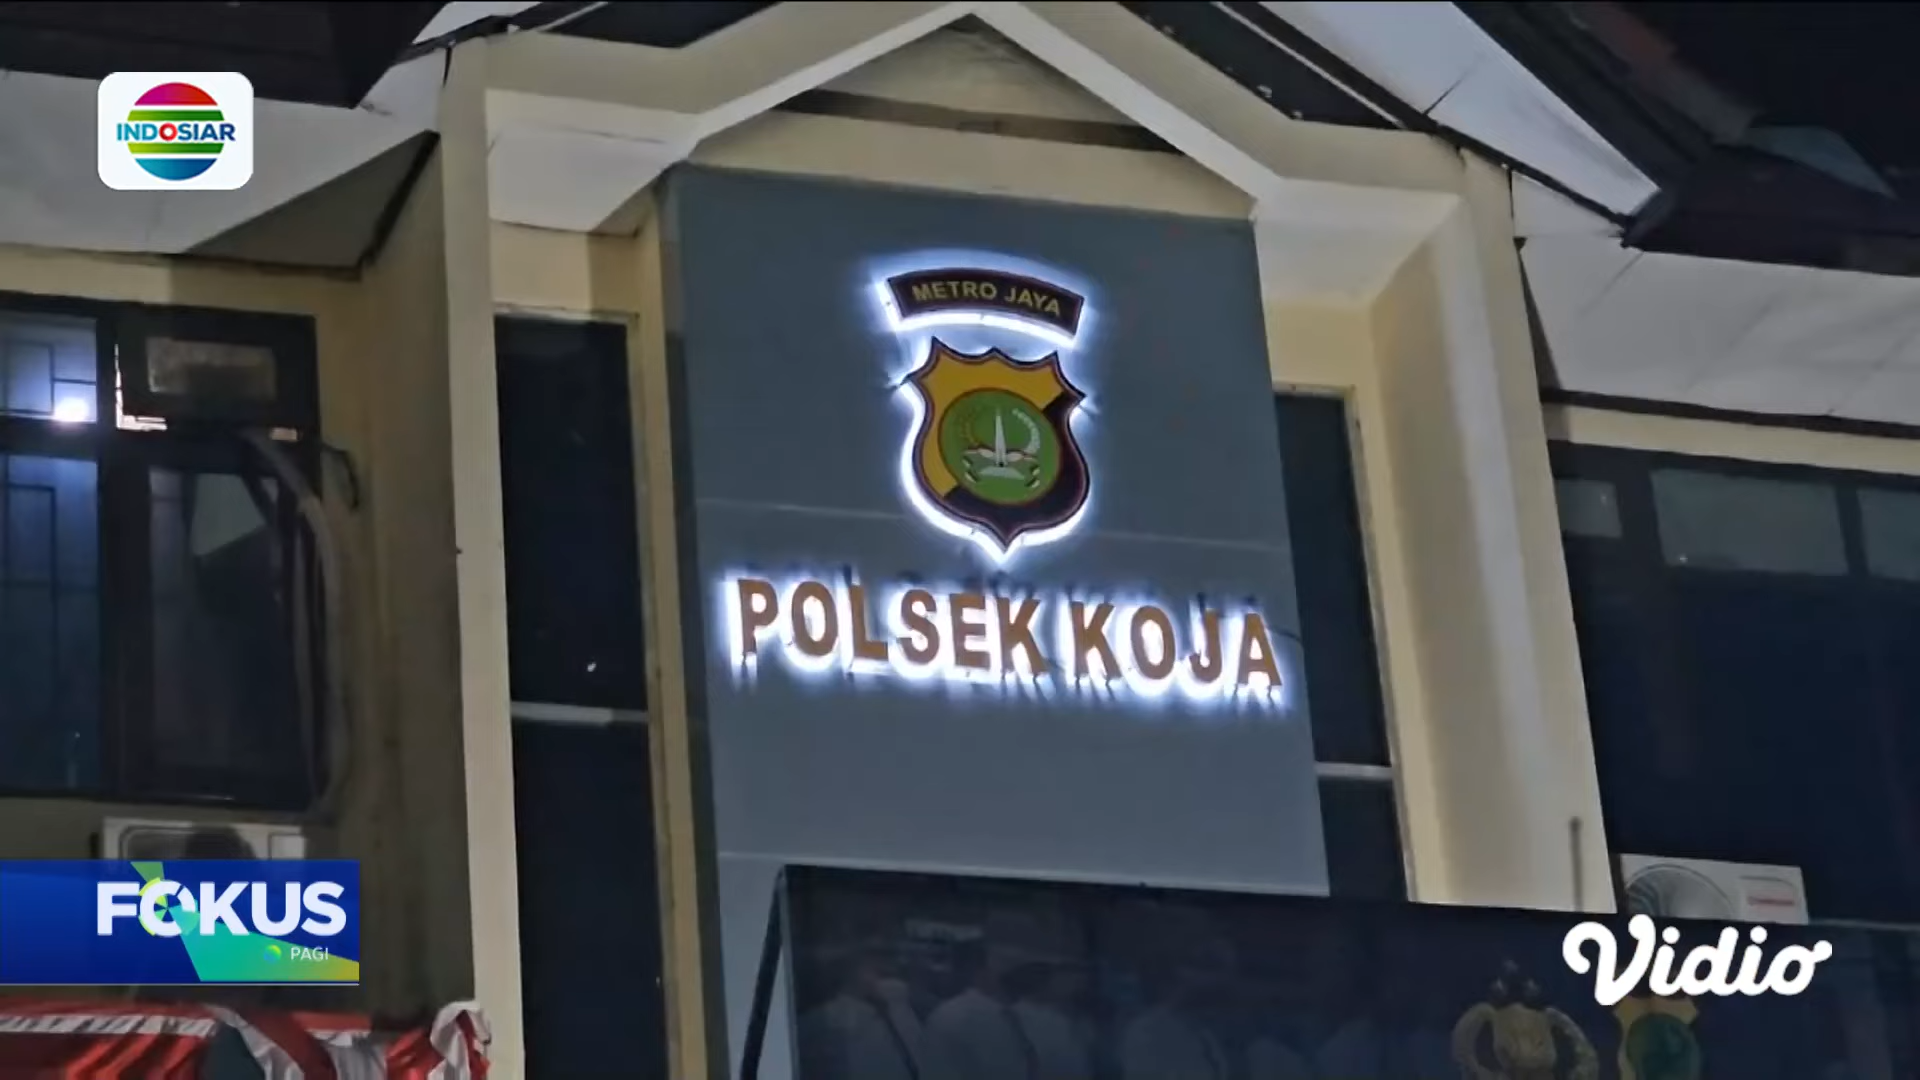 INDOSIAR
METRO JAYA
POLSEK KOJA
FOKUS
PAGI
Vidio